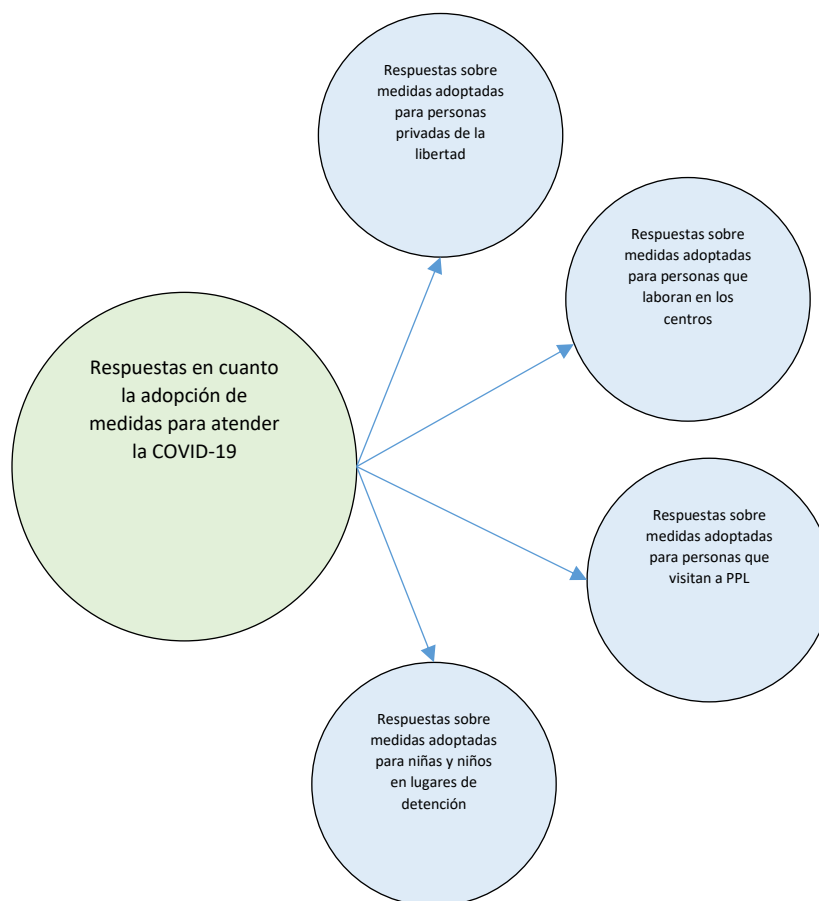 Respuestas sobre
medidas adoptadas
para personas
privadas de la
libertad
Respuestas sobre
medidas adoptadas
para personas que
laboran en los
centros
Respuestas en cuanto
la adopción de
medidas para atender
la COVID-19
Respuestas sobre
medidas adoptadas
para personas que
visitan a PPL
Respuestas sobre
medidas adoptadas
para niñas y niños
en lugares de
detención